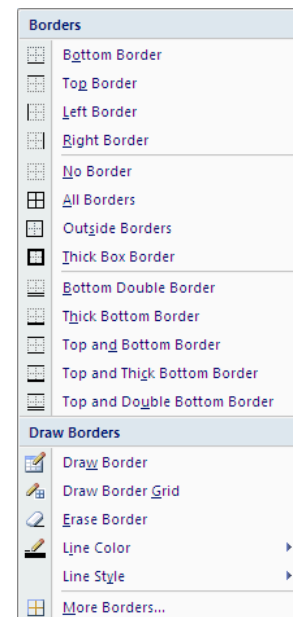 Borders
Bottom Border
Top Border
Left Border
Right Border
No Border
All Borders
Outside Borders
Thick Box Border
Bottom Double Border
Thick Bottom Border
Top and Bottom Border
Top and Thick Bottom Border
Top and Double Bottom Border
Draw Borders
Draw Border
Draw Border Grid
Erase Border
Line Color
Line Style
More Borders...